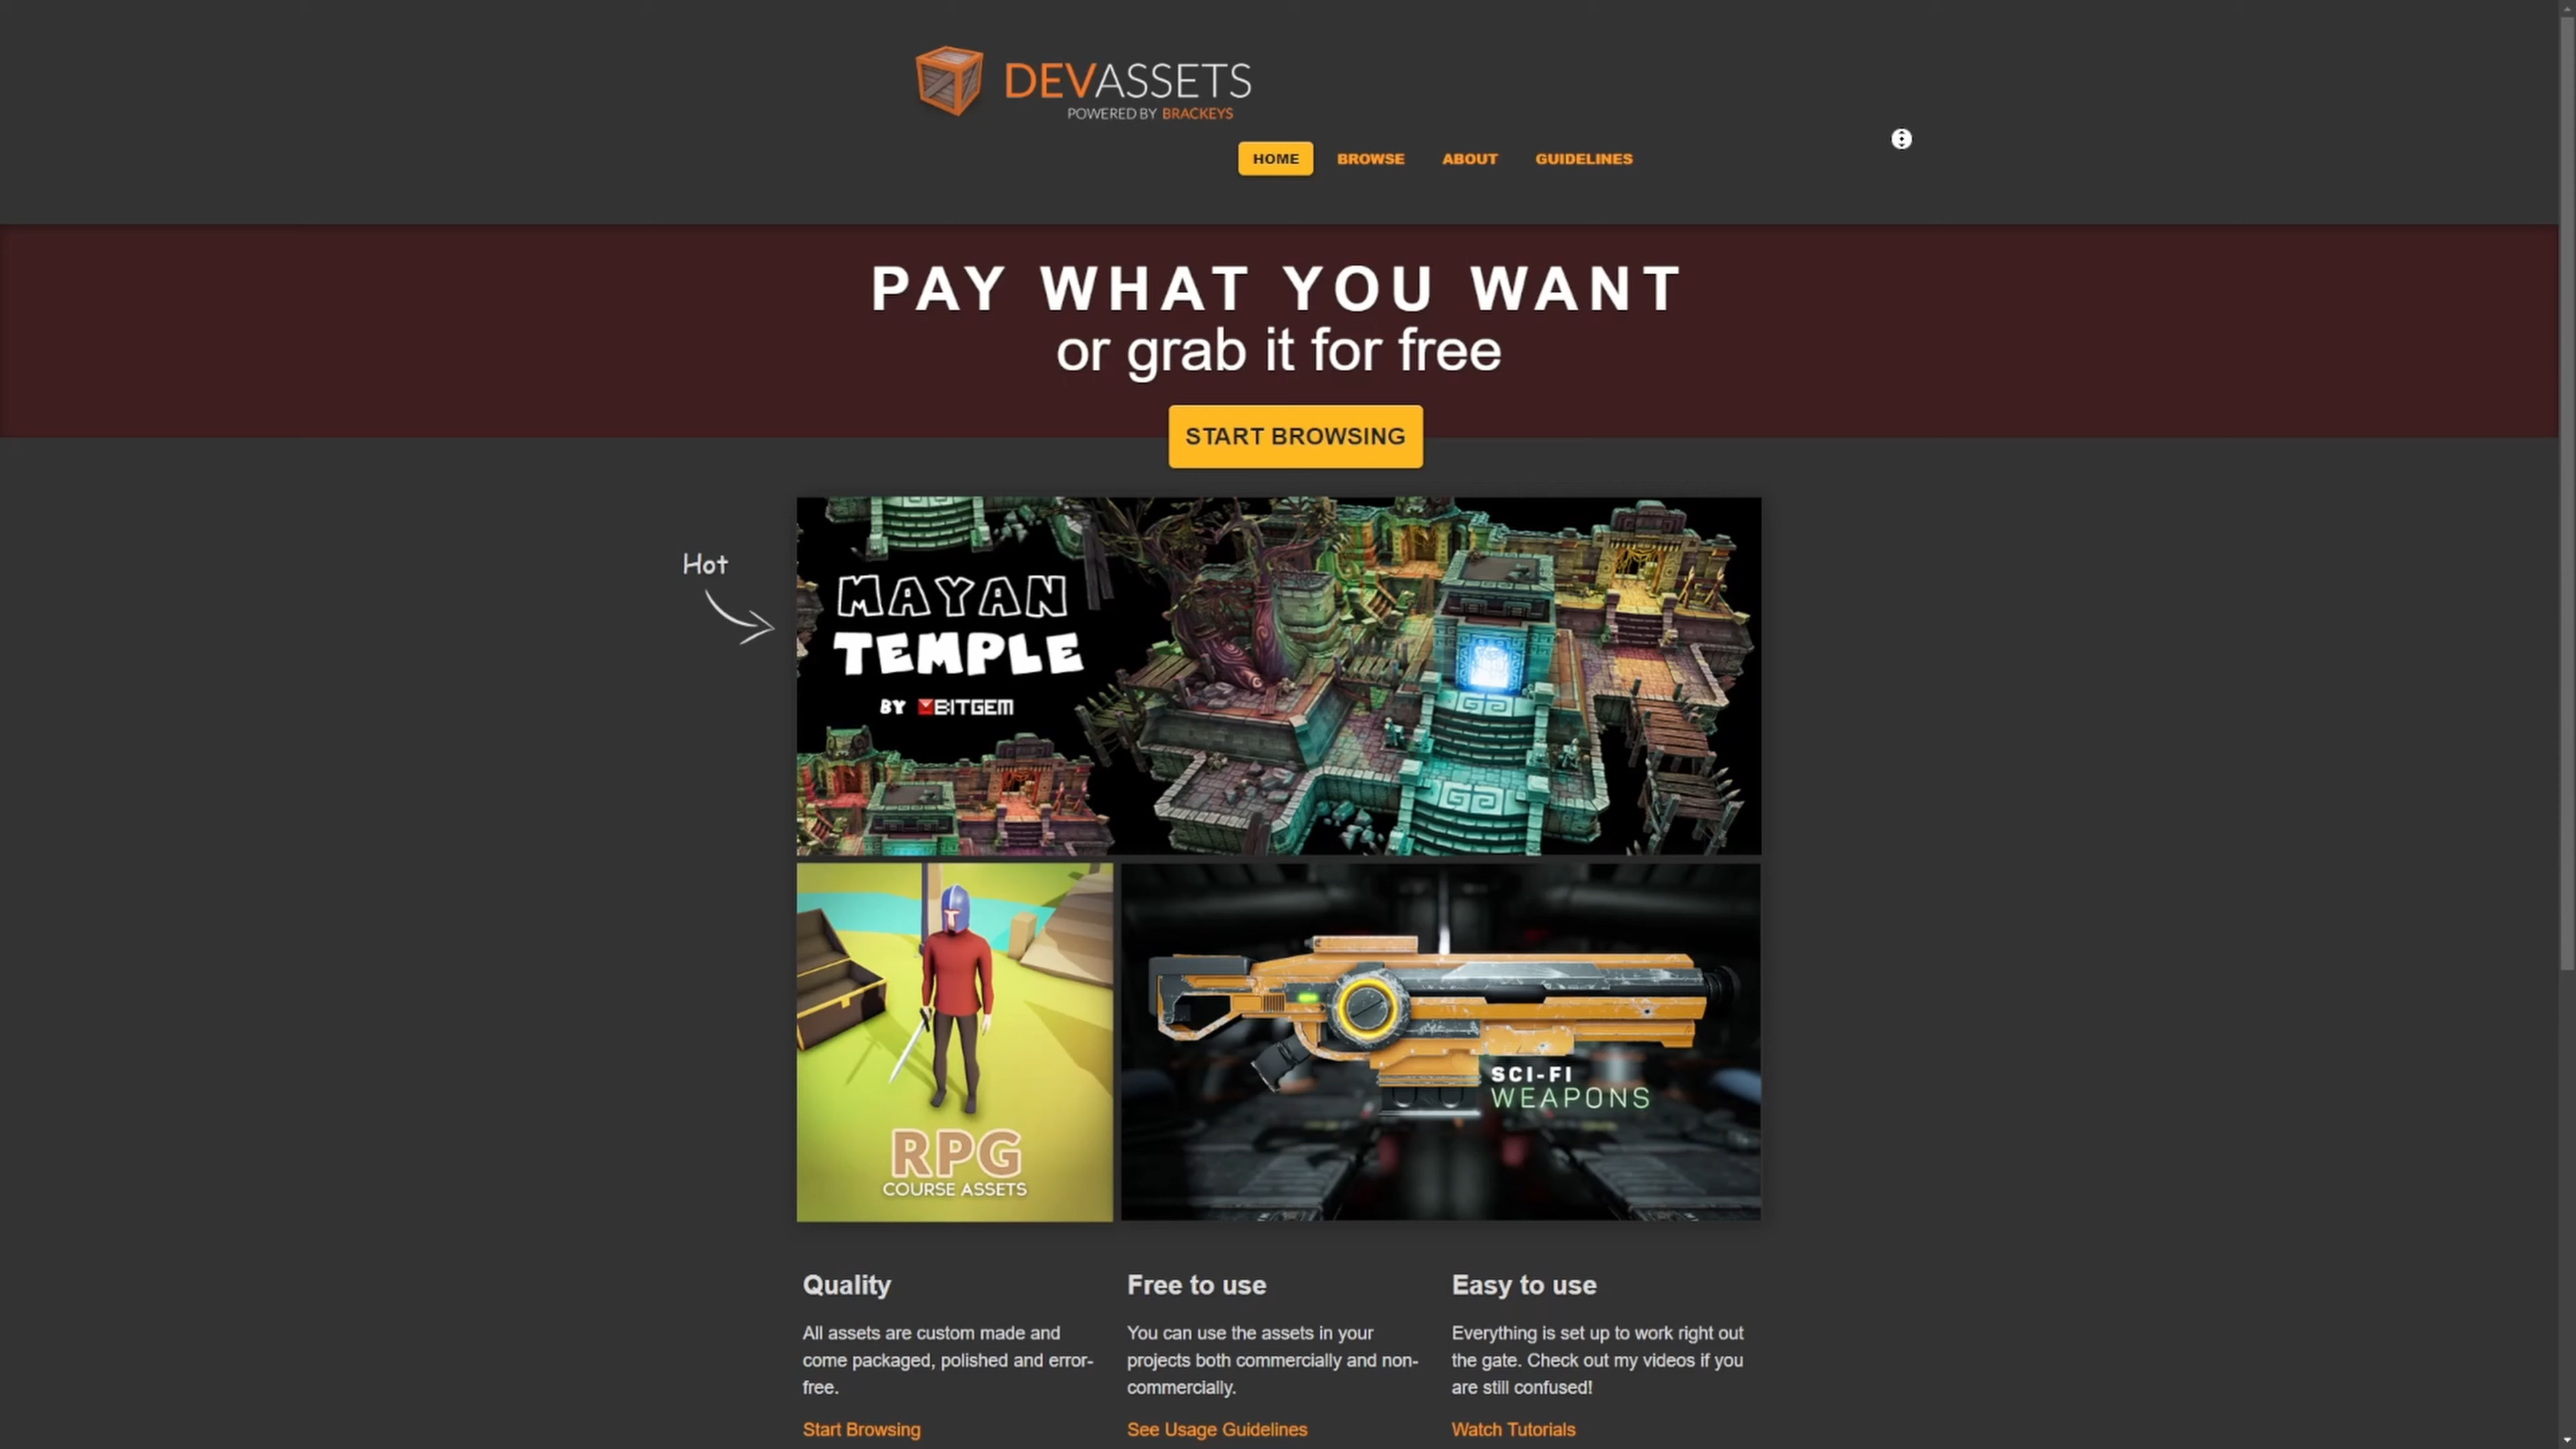 DEVASSETS
POWERED BY BRACKEYS
HOME BROWSE ABOUT GUIDELINES
PAY WHAT YOU WANT
or grab it for free
START BROWSING
Hot
MAYAN
TEMPLE
BY BITGEM
RPG
COURSE ASSETS
SCI-FI
WEAPONS
Quality
All assets are custom made and
come packaged, polished and error-
free.
Start Browsing
Free to use
You can use the assets in your
projects both commercially and non-
commercially.
See Usage Guidelines
Easy to use
Everything is set up to work right out
the gate. Check out my videos if you
are still confused!
Watch Tutorials